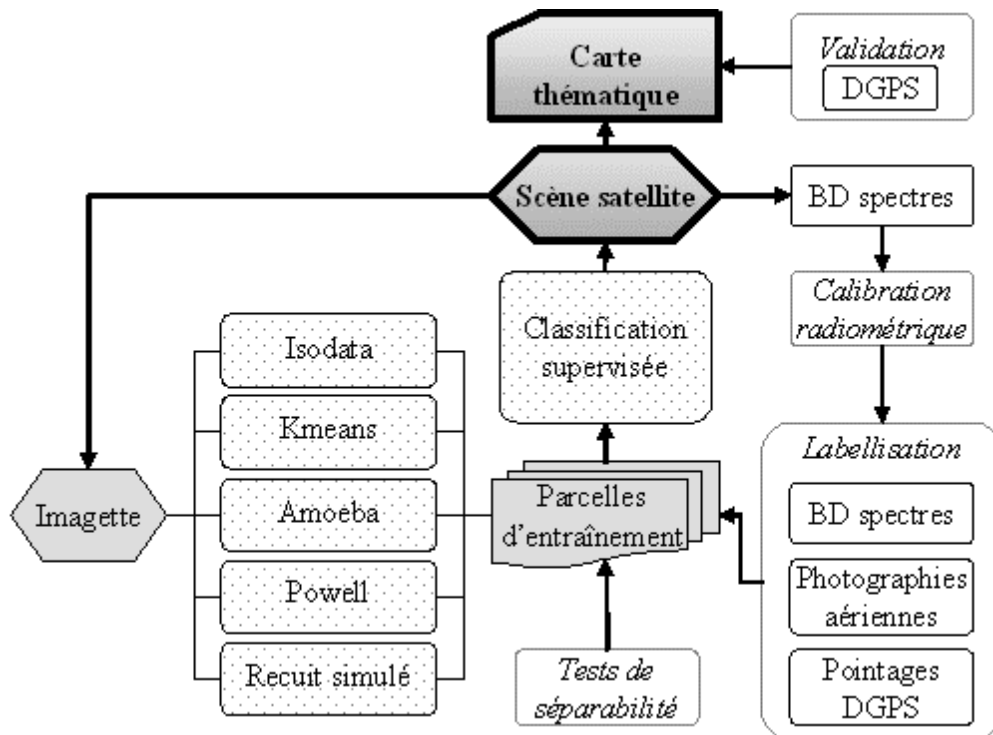 Carte
thématique
Validation
DGPS
Scène satellite
BD spectres
Classification
supervisée
Calibration
radiométrique
Isodata
Kmeans
Amoeba
Powell
Recuit simulé
Imagette
Parcelles
d'entraînement
Tests de
séparabilité
Labellisation
BD spectres
Photographies
aériennes
Pointages
DGPS